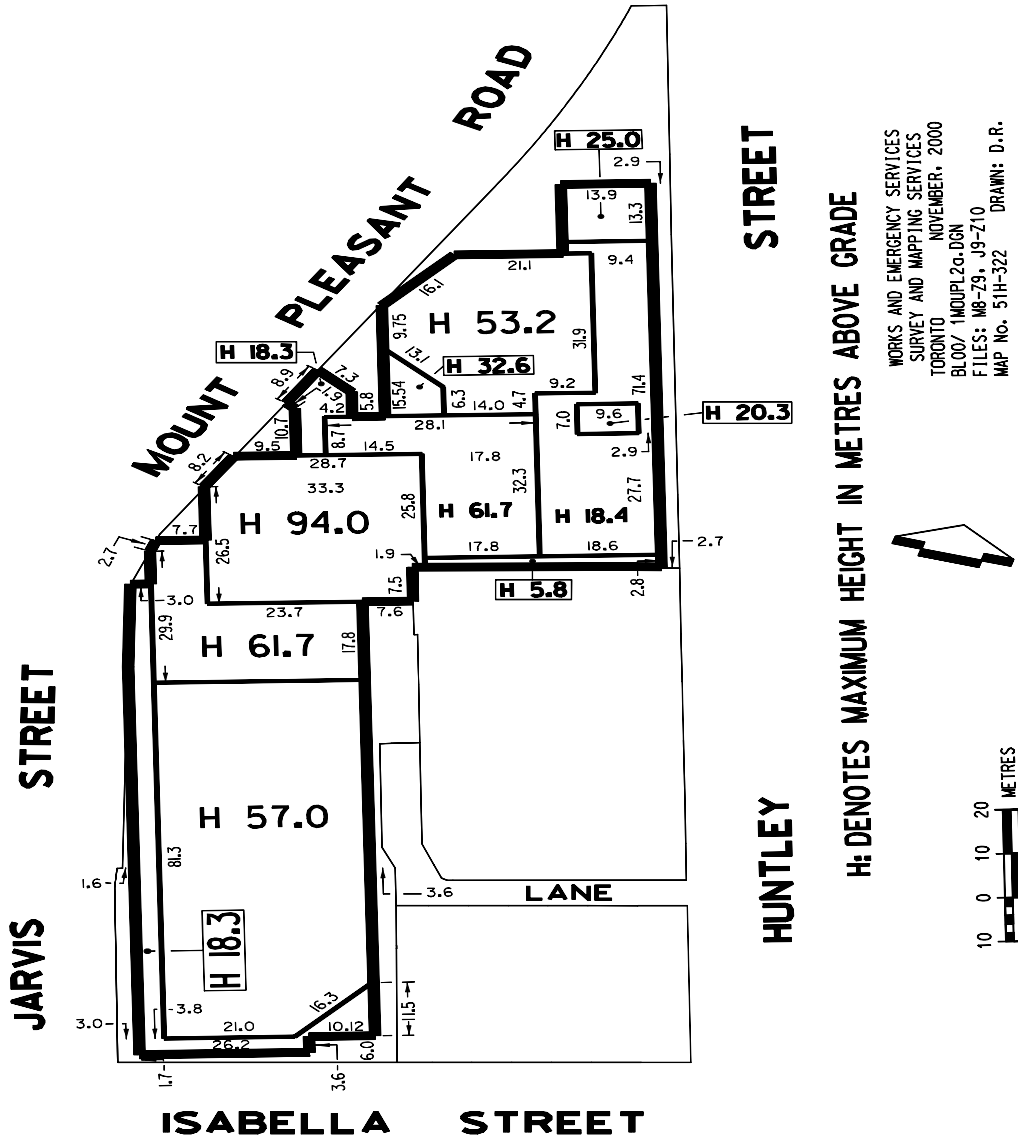 MOUNT PLEASANT ROAD
H 25.0
2.9
13.9
13.3
9.4
21.1
16.1
H 53.2
9.75
31.9
13.1
H 32.6
H 18.3
8.9
7.3
1.9
4.2
5.8
15.54
6.3
14.0
4.7
9.2
71.4
7.0
9.6
H 20.3
2.9
10.7
8.7
28.1
9.5
14.5
8.2
28.7
33.3
17.8
32.3
27.7
H 94.0
25.8
H 61.7
H 18.4
7.7
26.5
2.7
17.8
18.6
1.9
2.7
7.5
H 5.8
2.8
3.0
29.9
23.7
7.6
H 61.7
17.8
H 57.0
81.3
1.6
3.6
LANE
H 18.3
3.8
3.0
16.3
11.5
21.0
10.12
26.2
6.0
1.7
3.6
JARVIS STREET
ISABELLA STREET
HUNTLEY STREET
H: DENOTES MAXIMUM HEIGHT IN METRES ABOVE GRADE
WORKS AND EMERGENCY SERVICES
SURVEY AND MAPPING SERVICES
TORONTO NOVEMBER, 2000
BL00/ 1MOUPL2a.DGN
FILES: M8-Z9, J9-Z10
MAP No. 51H-322 DRAWN: D.R.
10 0 10 20 METRES